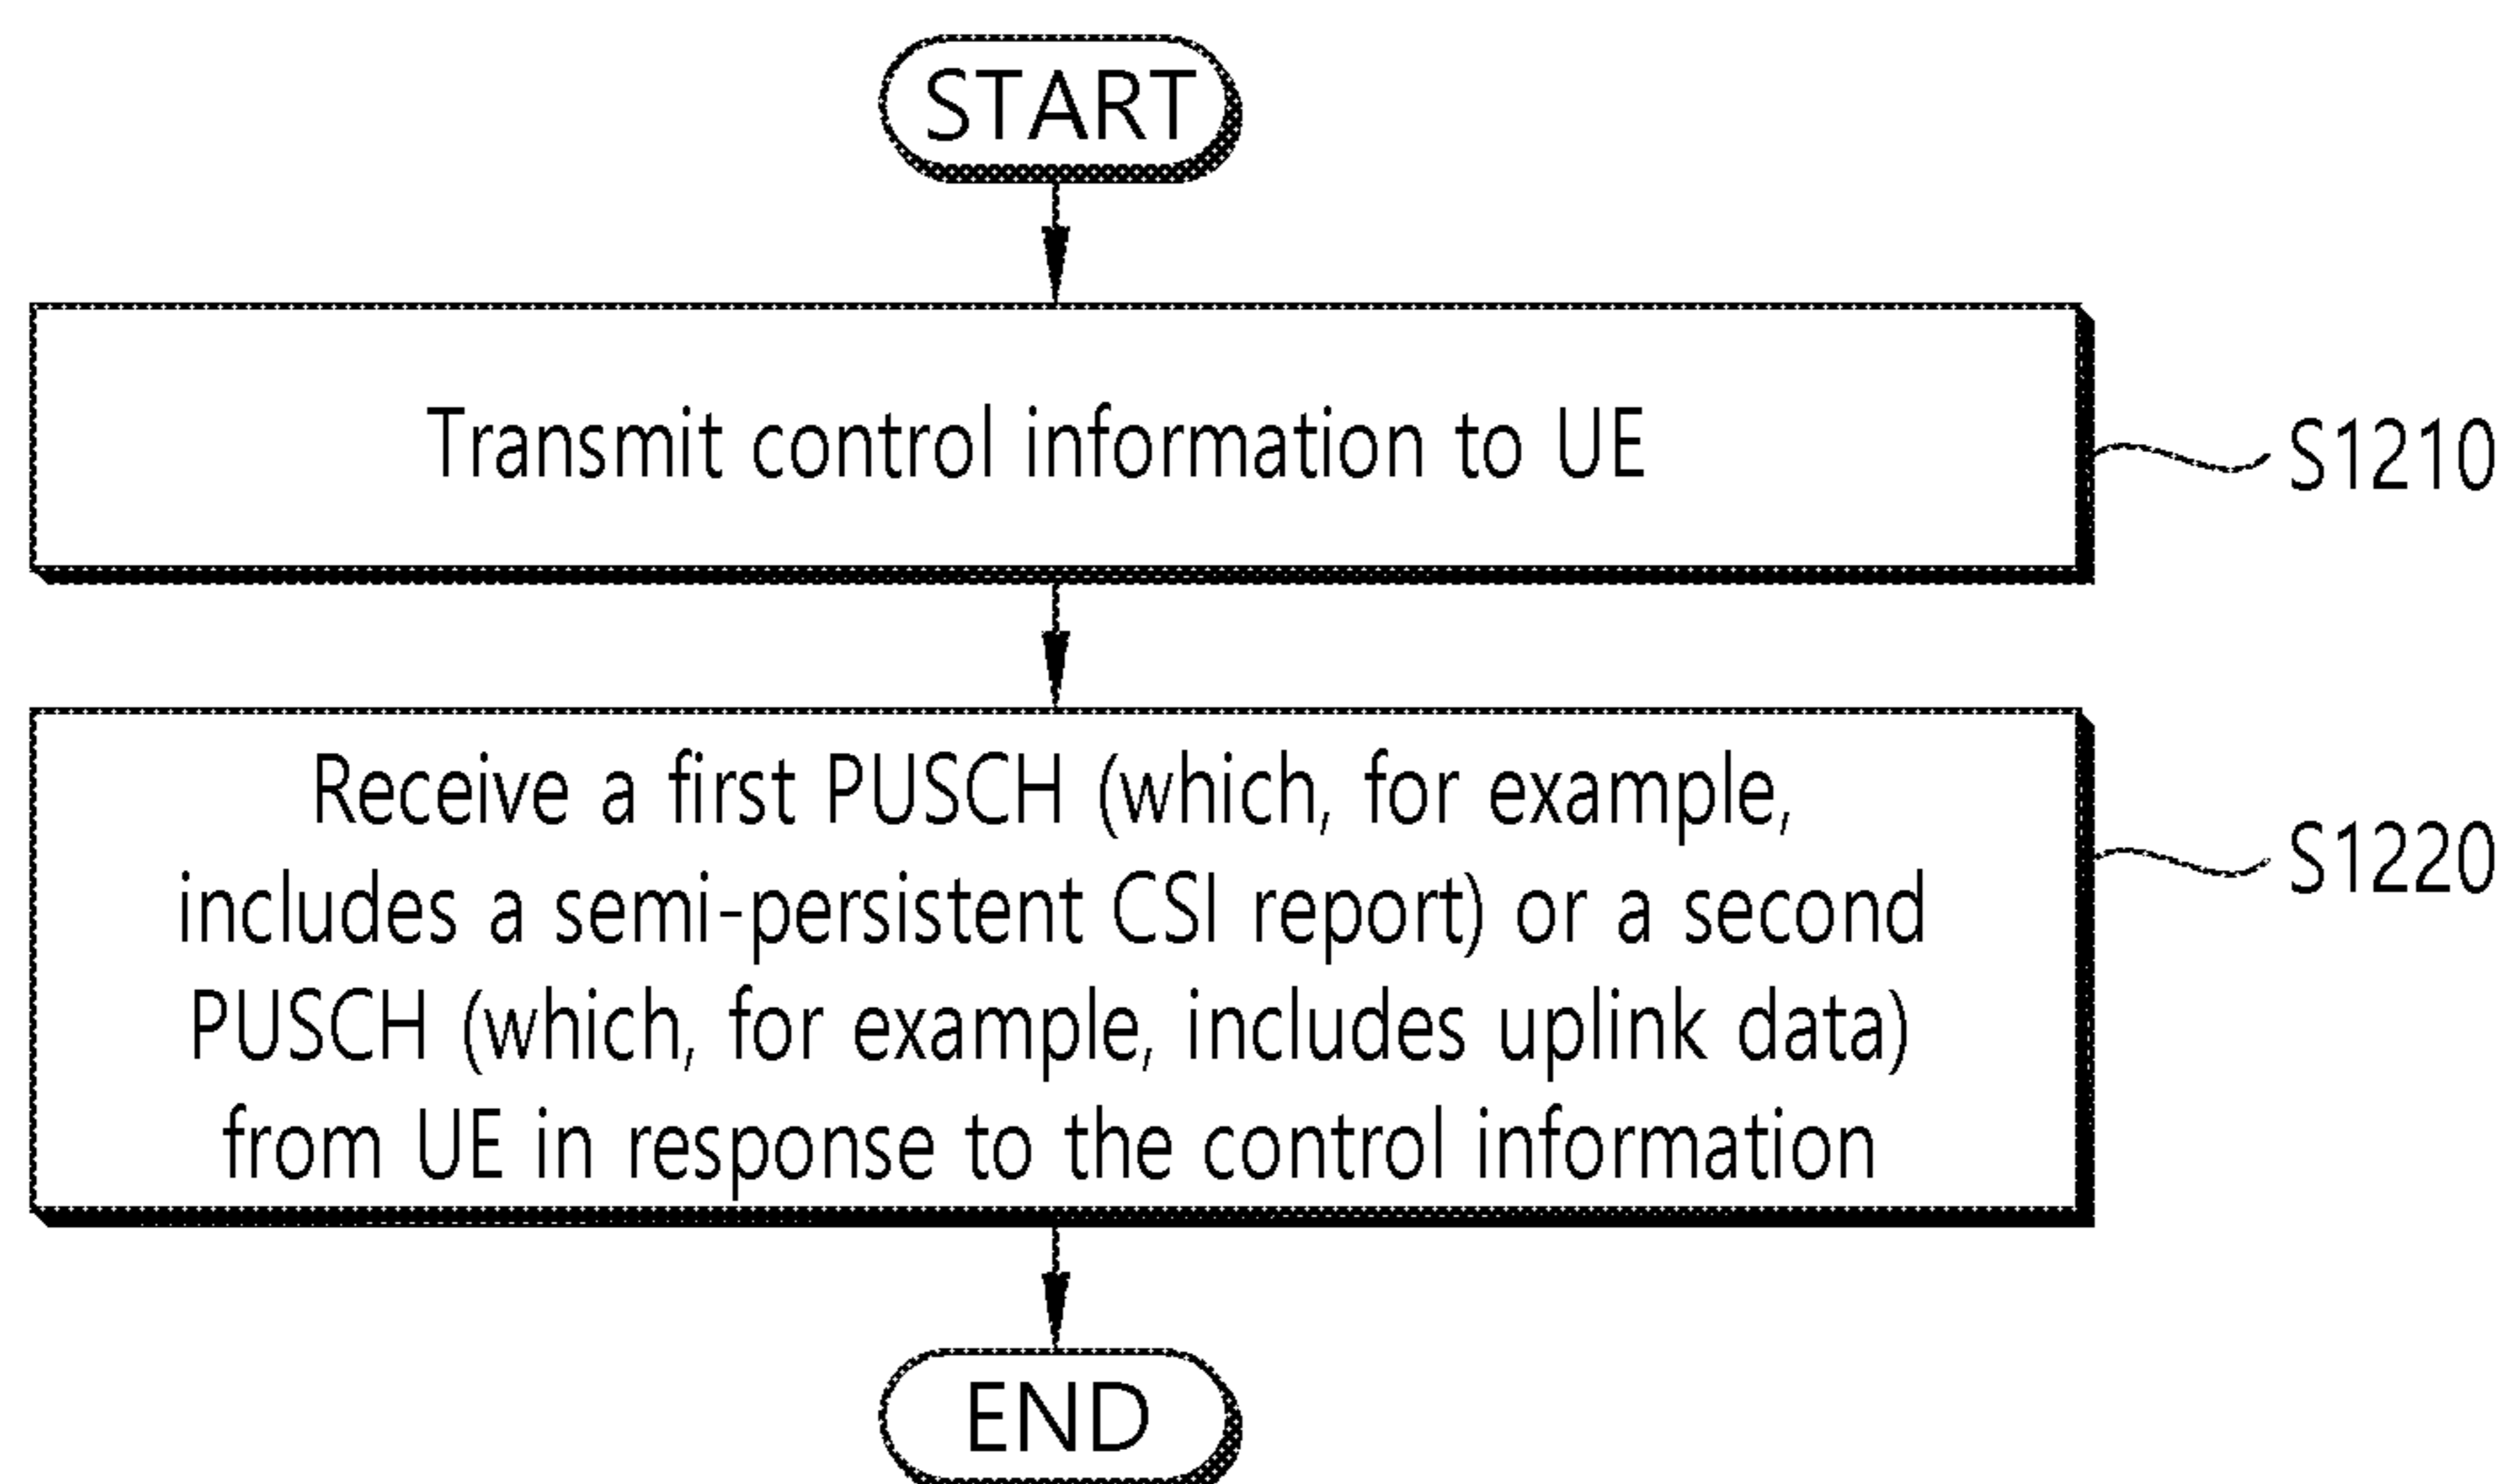 START
Transmit control information to UE
S1210
Receive a first PUSCH (which, for example,
includes a semi-persistent CSI report) or a second
PUSCH (which, for example, includes uplink data)
from UE in response to the control information
S1220
END